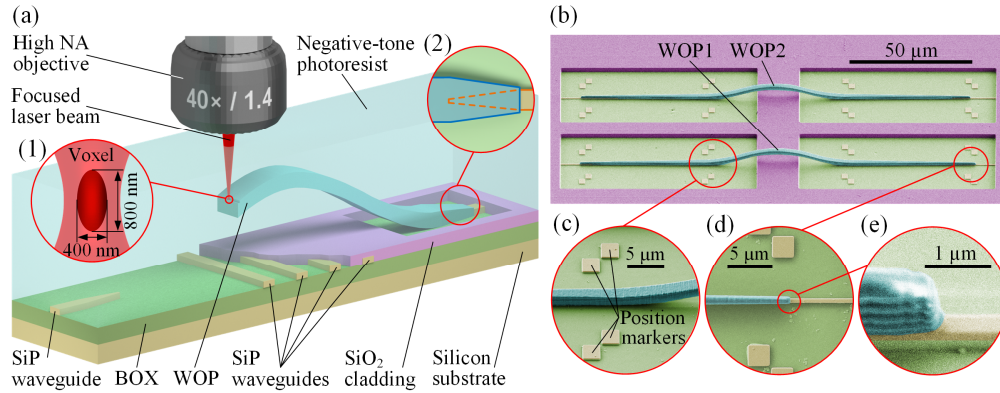 (a)
High NA
objective
Focused
laser beam
40× / 1.4
Negative-tone
photoresist
(2)
(1)
Voxel
800 nm
400 nm
SiP
waveguide
BOX
WOP
SiP
waveguides
SiO₂
cladding
Silicon
substrate
(b)
WOP1
WOP2
50 µm
(c)
5 µm
Position
markers
(d)
5 µm
(e)
1 µm